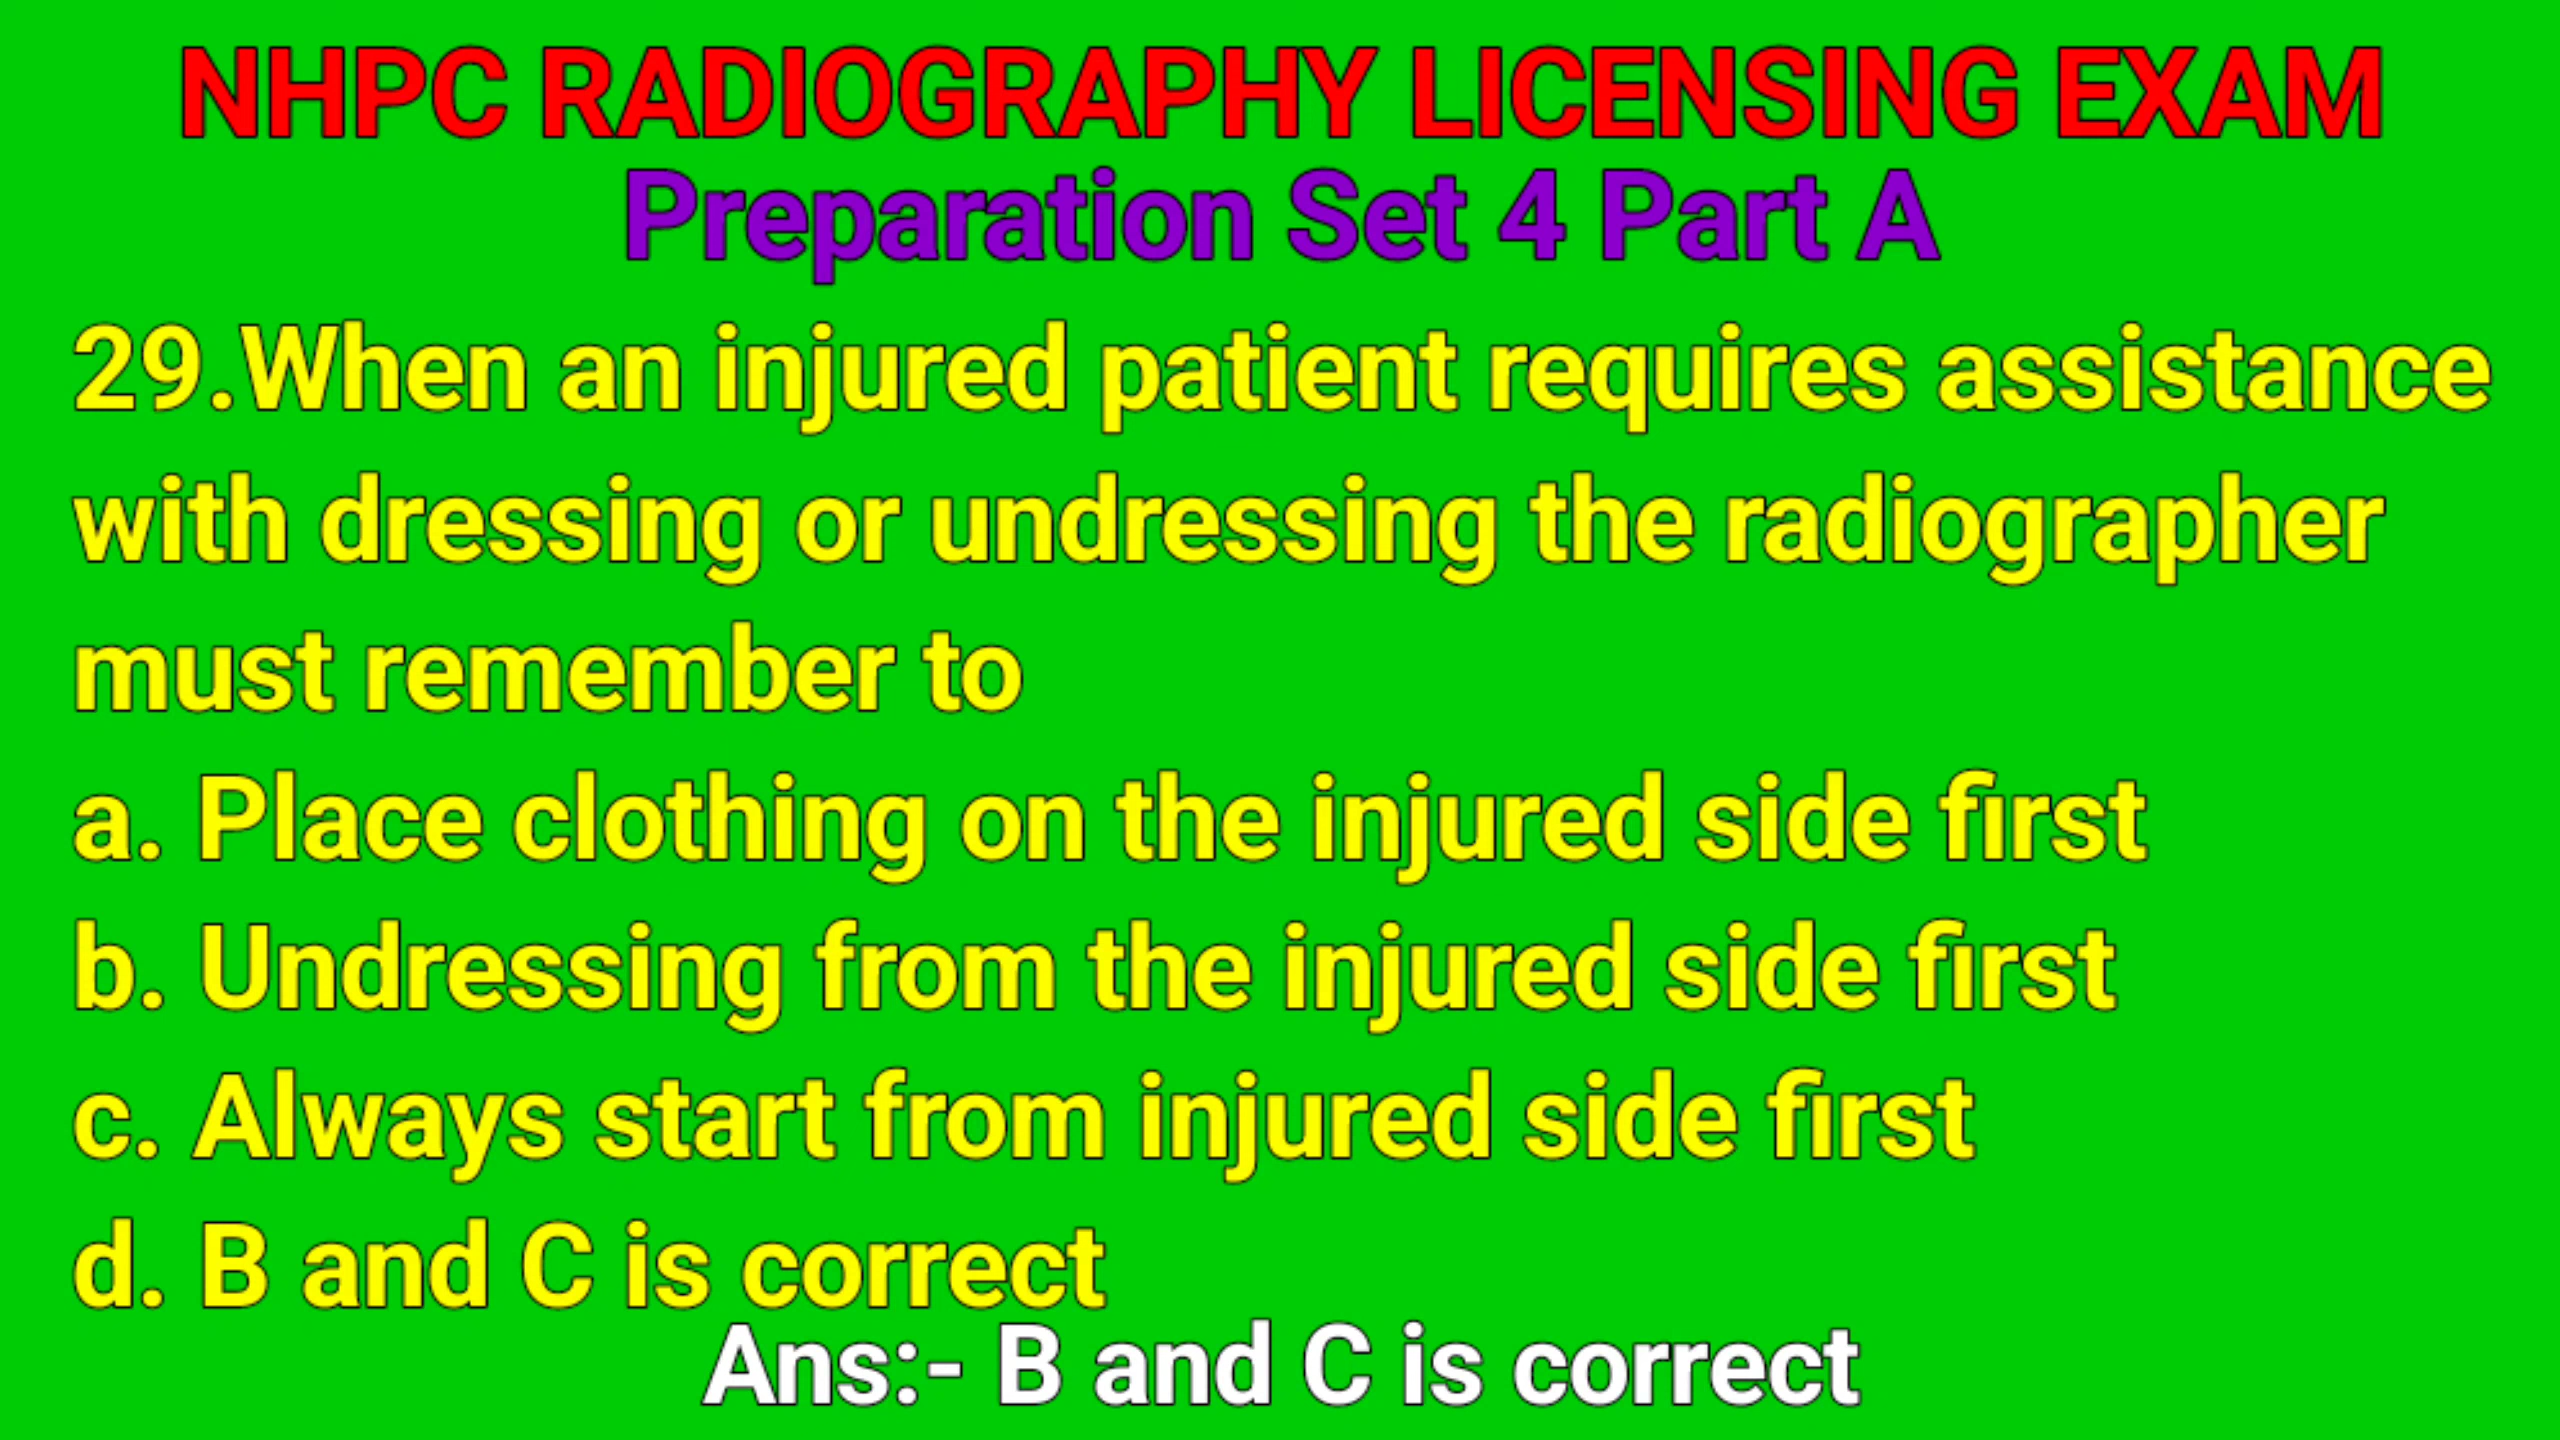 NHPC RADIOGRAPHY LICENSING EXAM
Preparation Set 4 Part A
29.When an injured patient requires assistance
with dressing or undressing the radiographer
must remember to
a. Place clothing on the injured side first
b. Undressing from the injured side first
c. Always start from injured side first
d. B and C is correct
Ans:- B and C is correct